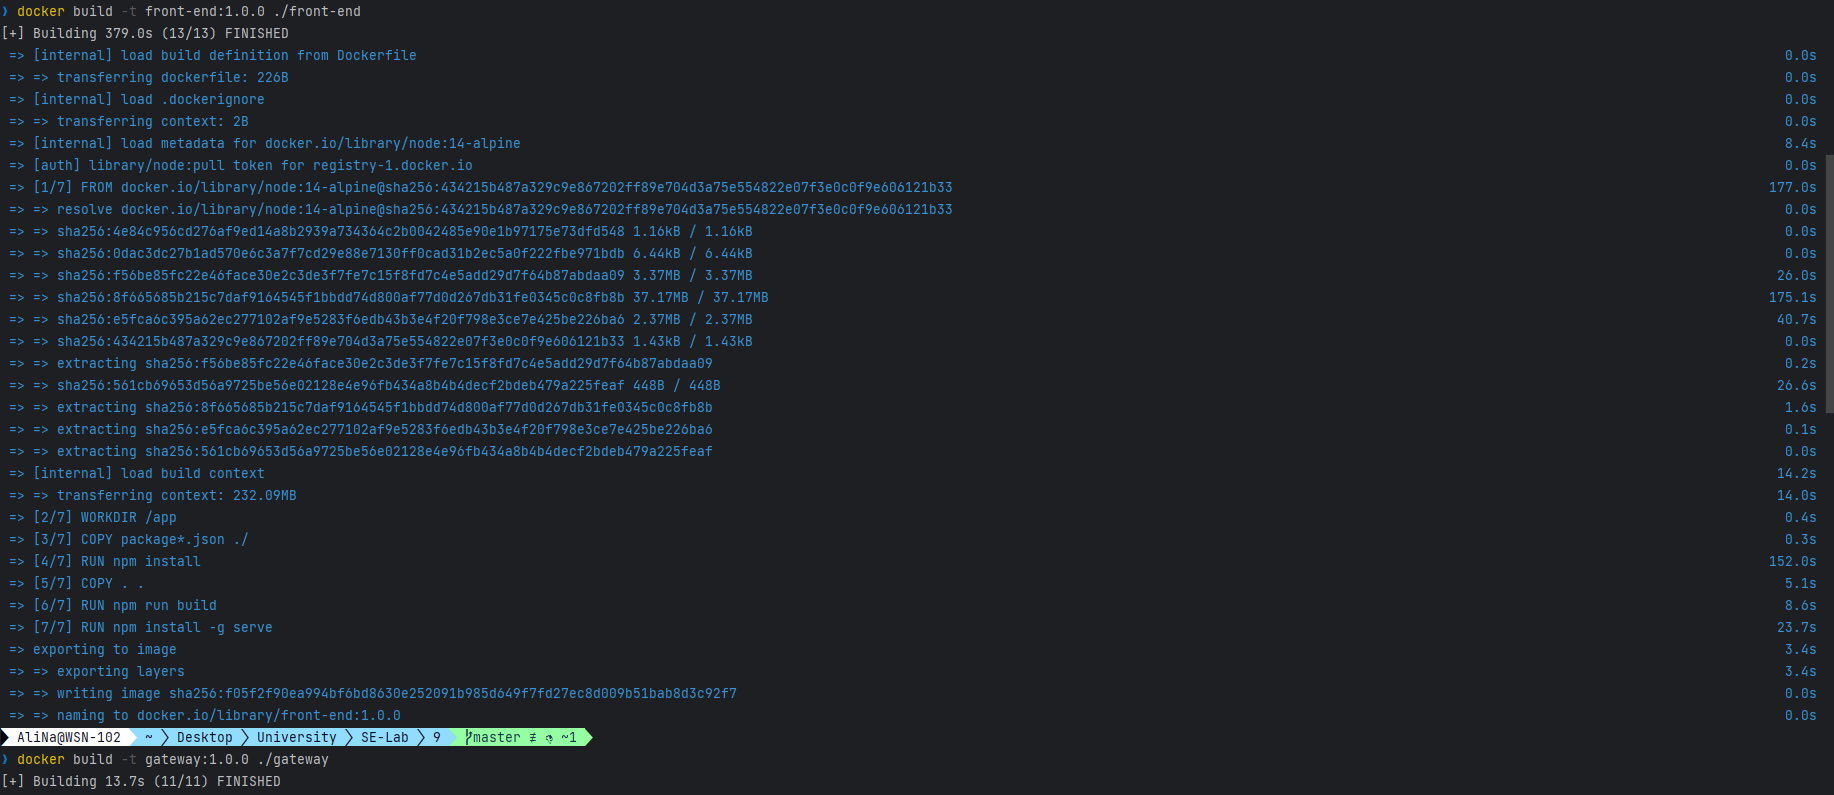 ❯ docker build -t front-end:1.0.0 ./front-end
[+] Building 379.0s (13/13) FINISHED
=> [internal] load build definition from Dockerfile 0.0s
=> => transferring dockerfile: 226B 0.0s
=> [internal] load .dockerignore 0.0s
=> => transferring context: 2B 0.0s
=> [internal] load metadata for docker.io/library/node:14-alpine 8.4s
=> [auth] library/node:pull token for registry-1.docker.io 0.0s
=> [1/7] FROM docker.io/library/node:14-alpine@sha256:434215b487a329c9e867202ff89e704d3a75e554822e07f3e0c0f9e606121b33 177.0s
=> => resolve docker.io/library/node:14-alpine@sha256:434215b487a329c9e867202ff89e704d3a75e554822e07f3e0c0f9e606121b33 0.0s
=> => sha256:4e84c956cd276af9ed14a8b2939a734364c2b0042485e90e1b97175e73dfd548 1.16kB / 1.16kB 0.0s
=> => sha256:0dac3dc27b1ad570e6c3a7f7cd29e88e7130ff0cad31b2ec5a0f222fbe971bdb 6.44kB / 6.44kB 0.0s
=> => sha256:f56be85fc22e46face30e2c3de3f7fe7c15f8fd7c4e5add29d7f64b87abdaa09 3.37MB / 3.37MB 26.0s
=> => sha256:8f665685b215c7daf9164545f1bbdd74d800af77d0d267db31fe0345c0c8fb8b 37.17MB / 37.17MB 175.1s
=> => sha256:e5fca6c395a62ec277102af9e5283f6edb43b3e4f20f798e3ce7e425be226ba6 2.37MB / 2.37MB 40.7s
=> => sha256:434215b487a329c9e867202ff89e704d3a75e554822e07f3e0c0f9e606121b33 1.43kB / 1.43kB 0.0s
=> => extracting sha256:f56be85fc22e46face30e2c3de3f7fe7c15f8fd7c4e5add29d7f64b87abdaa09 0.2s
=> => sha256:561cb69653d56a9725be56e02128e4e96fb434a8b4b4decf2bdeb479a225feaf 448B / 448B 26.6s
=> => extracting sha256:8f665685b215c7daf9164545f1bbdd74d800af77d0d267db31fe0345c0c8fb8b 1.6s
=> => extracting sha256:e5fca6c395a62ec277102af9e5283f6edb43b3e4f20f798e3ce7e425be226ba6 0.1s
=> => extracting sha256:561cb69653d56a9725be56e02128e4e96fb434a8b4b4decf2bdeb479a225feaf 0.0s
=> [internal] load build context 14.2s
=> => transferring context: 232.09MB 14.0s
=> [2/7] WORKDIR /app 0.4s
=> [3/7] COPY package*.json ./ 0.3s
=> [4/7] RUN npm install 152.0s
=> [5/7] COPY . . 5.1s
=> [6/7] RUN npm run build 8.6s
=> [7/7] RUN npm install -g serve 23.7s
=> exporting to image 3.4s
=> => exporting layers 3.4s
=> => writing image sha256:f05f2f90ea994bf6bd8630e252091b985d649f7fd27ec8d009b51bab8d3c92f7 0.0s
=> => naming to docker.io/library/front-end:1.0.0 0.0s
AliNa@WSN-102 ~ Desktop University SE-Lab 9 master ≢ ~1
❯ docker build -t gateway:1.0.0 ./gateway
[+] Building 13.7s (11/11) FINISHED